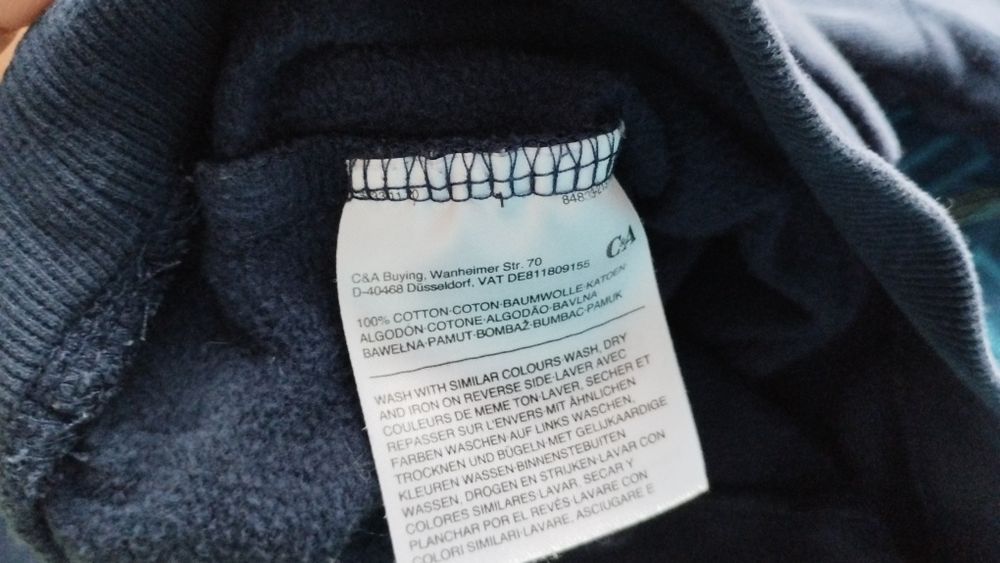 C&A
C&A Buying, Wanheimer Str. 70
D-40468 Düsseldorf, VAT DE811809155
100% COTTON·COTON·BAUMWOLLE·KATOEN·
ALGODÓN·COTONE·ALGODÃO·BAVLNA
BAWEŁNA·PAMUT·BOMBAŽ·BUMBAC·PAMUK
WASH WITH SIMILAR COLOURS·WASH, DRY
AND IRON ON REVERSE SIDE·LAVER AVEC
COULEURS DE MEME TON·LAVER, SECHER ET
REPASSER SUR L'ENVERS·MIT ÄHNLICHEN
FARBEN WASCHEN·AUF LINKS WASCHEN,
TROCKNEN UND BÜGELN·MET GELIJKAARDIGE
KLEUREN WASSEN·BINNENSTEBUITEN
WASSEN, DROGEN EN STRIJKEN·LAVAR CON
COLORES SIMILARES·LAVAR, SECAR Y
PLANCHAR POR EL REVÉS·LAVARE CON
COLORI SIMILARI·LAVARE, ASCIUGARE E